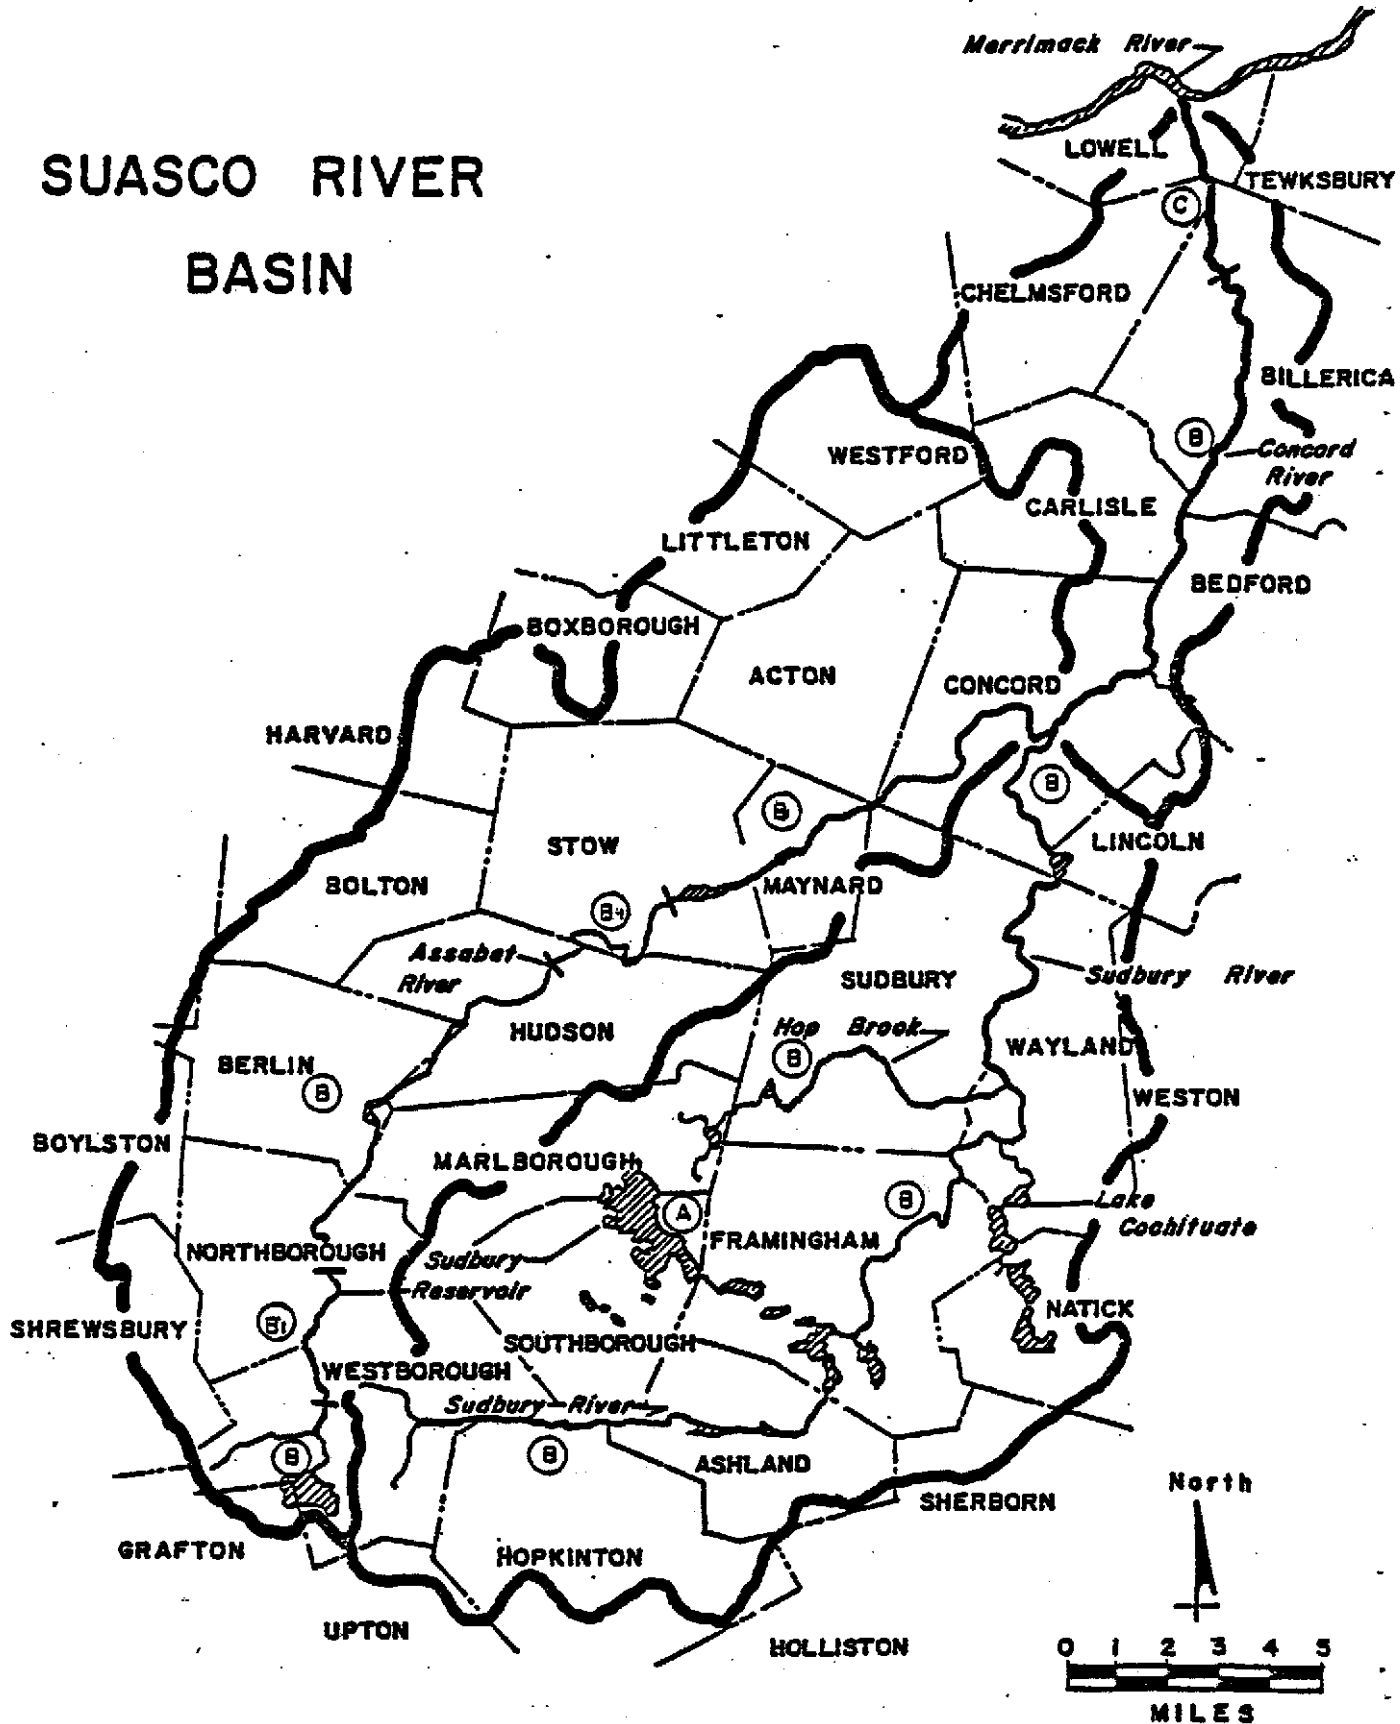 Merrimack River
SUASCO RIVER
BASIN
LOWELL
TEWKSBURY
C
CHELMSFORD
BILLERICA
B
Concord
River
WESTFORD
CARLISLE
LITTLETON
BEDFORD
BOXBOROUGH
ACTON
CONCORD
HARVARD
B
B1
STOW
LINCOLN
BOLTON
MAYNARD
B4
Assabet
River
SUDBURY
Sudbury River
HUDSON
Hop Brook
WAYLAND
BERLIN
B
B
WESTON
BOYLSTON
MARLBOROUGH
A
B
Lake
Cochituate
NORTHBOROUGH
FRAMINGHAM
Sudbury
Reservoir
NATICK
SHREWSBURY
B1
SOUTHBOROUGH
WESTBOROUGH
Sudbury River
B
B
ASHLAND
North
SHERBORN
GRAFTON
HOPKINTON
UPTON
HOLLISTON
0 1 2 3 4 5
MILES